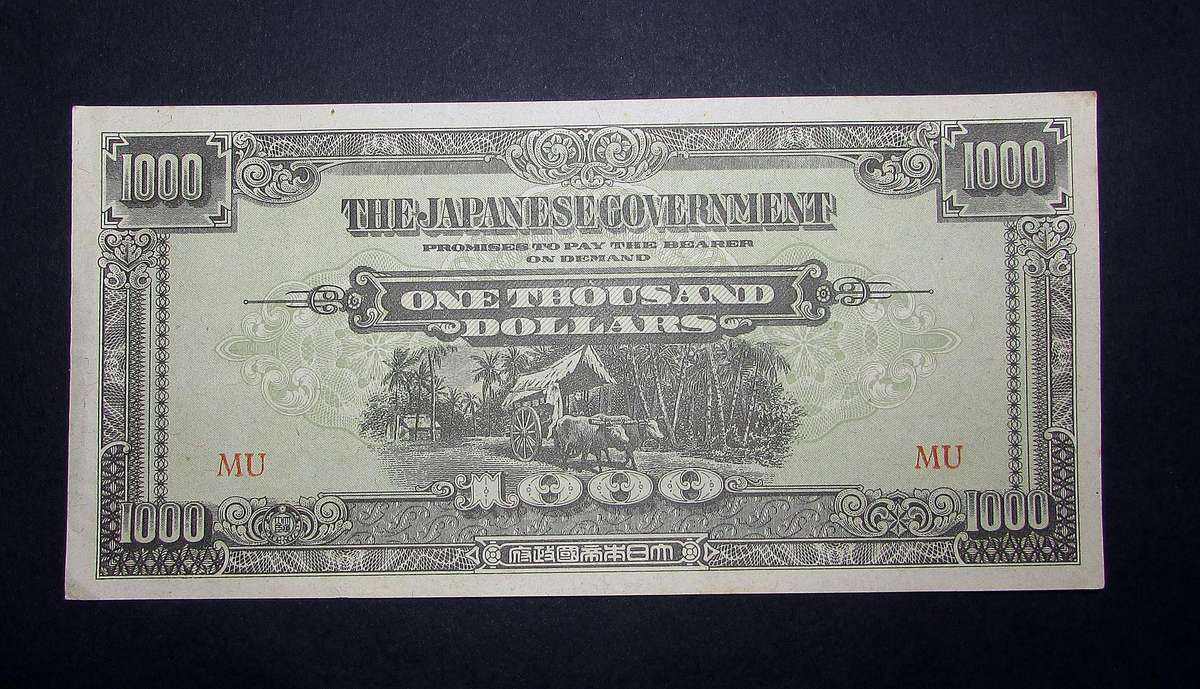 1000 1000
THE JAPANESE GOVERNMENT
PROMISES TO PAY THE BEARER
ON DEMAND
ONE THOUSAND
DOLLARS
MU MU
1000
1000 1000
府政國帝本日大